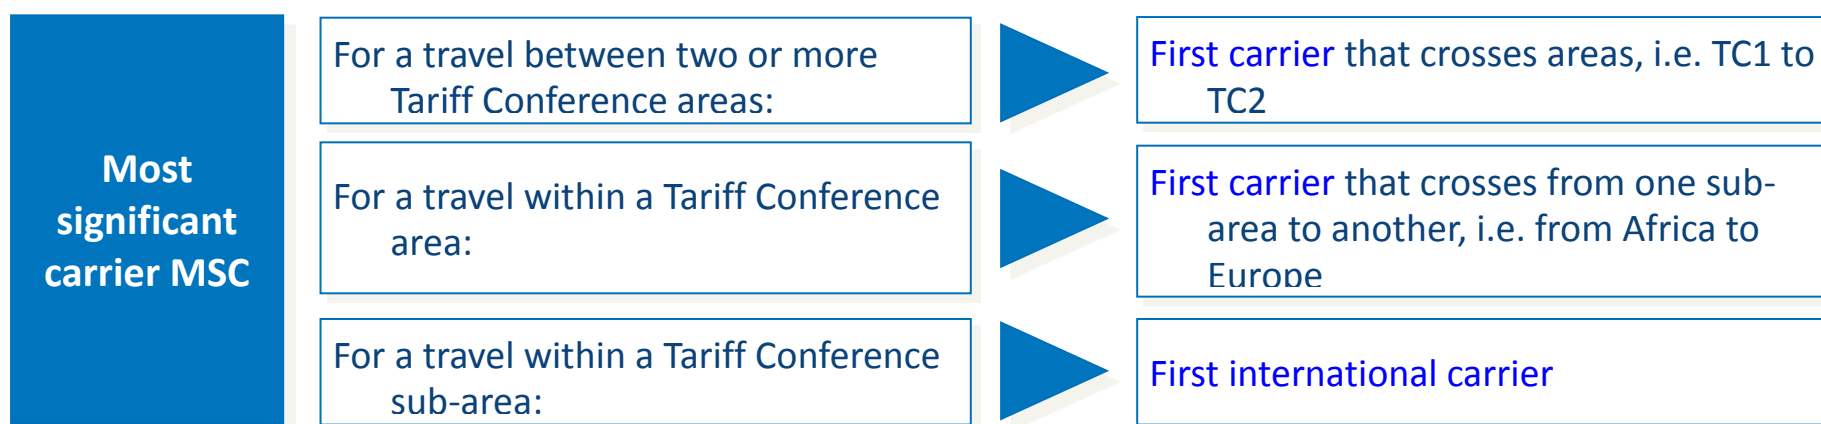 Most
significant
carrier MSC
For a travel between two or more
Tariff Conference areas:
First carrier that crosses areas, i.e. TC1 to
TC2
For a travel within a Tariff Conference
area:
First carrier that crosses from one sub-
area to another, i.e. from Africa to
Europe
For a travel within a Tariff Conference
sub-area:
First international carrier